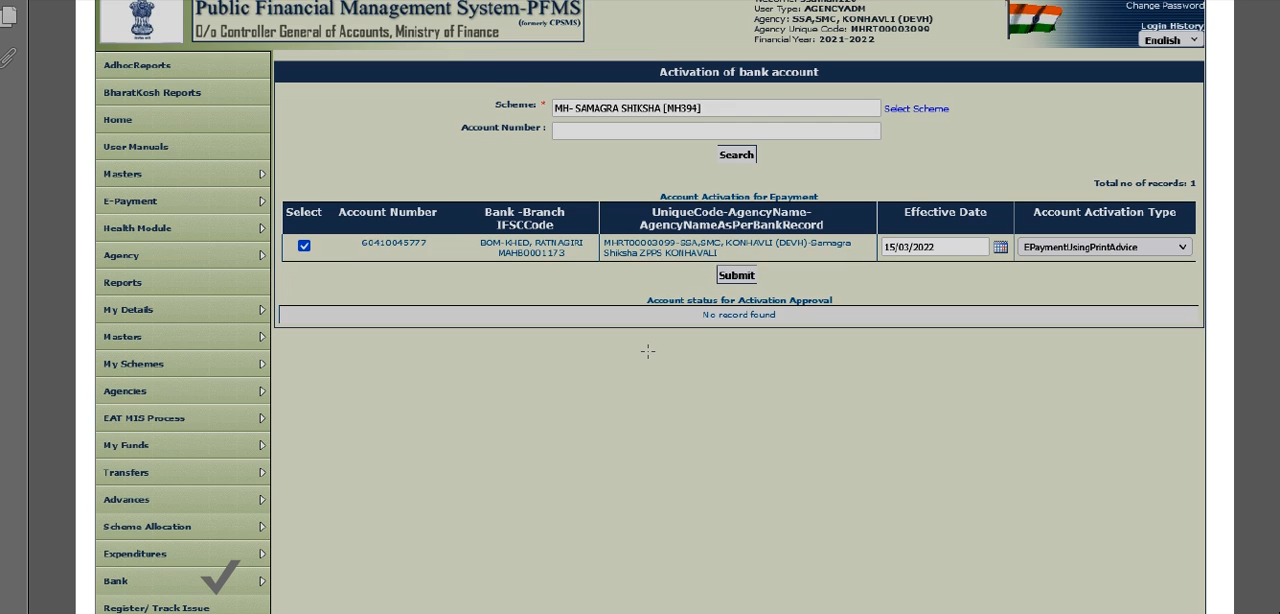 Public Financial Management System-PFMS
(formerly CPSMS)
O/o Controller General of Accounts, Ministry of Finance
User Type: AGENCYADM
Agency: SSA,SMC, KONHAVLI (DEVH)
Agency Unique Code: MHRT00003099
Financial Year: 2021-2022
Change Password
Login History
English
AdhocReports
BharatKosh Reports
Home
User Manuals
Masters
E-Payment
Health Module
Agency
Reports
My Details
Masters
My Schemes
Agencies
EAT MIS Process
My Funds
Transfers
Advances
Scheme Allocation
Expenditures
Bank
Register/ Track Issue
Activation of bank account
Scheme: * MH- SAMAGRA SHIKSHA [MH394] Select Scheme
Account Number :
Search
Total no of records: 1
Account Activation for Epayment
Select Account Number Bank -Branch IFSCCode UniqueCode-AgencyName-AgencyNameAsPerBankRecord Effective Date Account Activation Type
60410045777 BOM-KHED, RATNAGIRI MAHB0001173 MHRT00003099-SSA,SMC, KONHAVLI (DEVH)-Samagra Shiksha ZPPS KONHAVALI 15/03/2022 EPaymentUsingPrintAdvice
Submit
Account status for Activation Approval
No record found